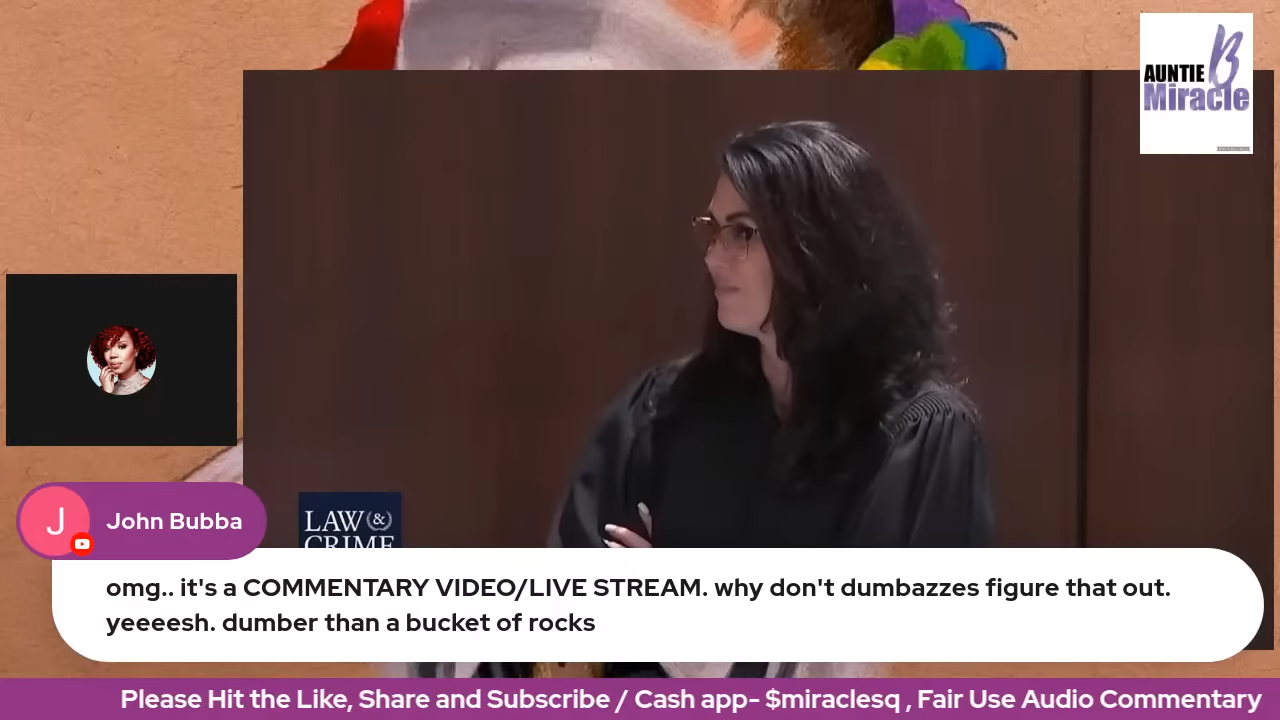 AUNTIE B
Miracle
J John Bubba
LAW & CRIME
omg.. it's a COMMENTARY VIDEO/LIVE STREAM. why don't dumbazzes figure that out.
yeeeesh. dumber than a bucket of rocks
Please Hit the Like, Share and Subscribe / Cash app- $miraclesq , Fair Use Audio Commentary